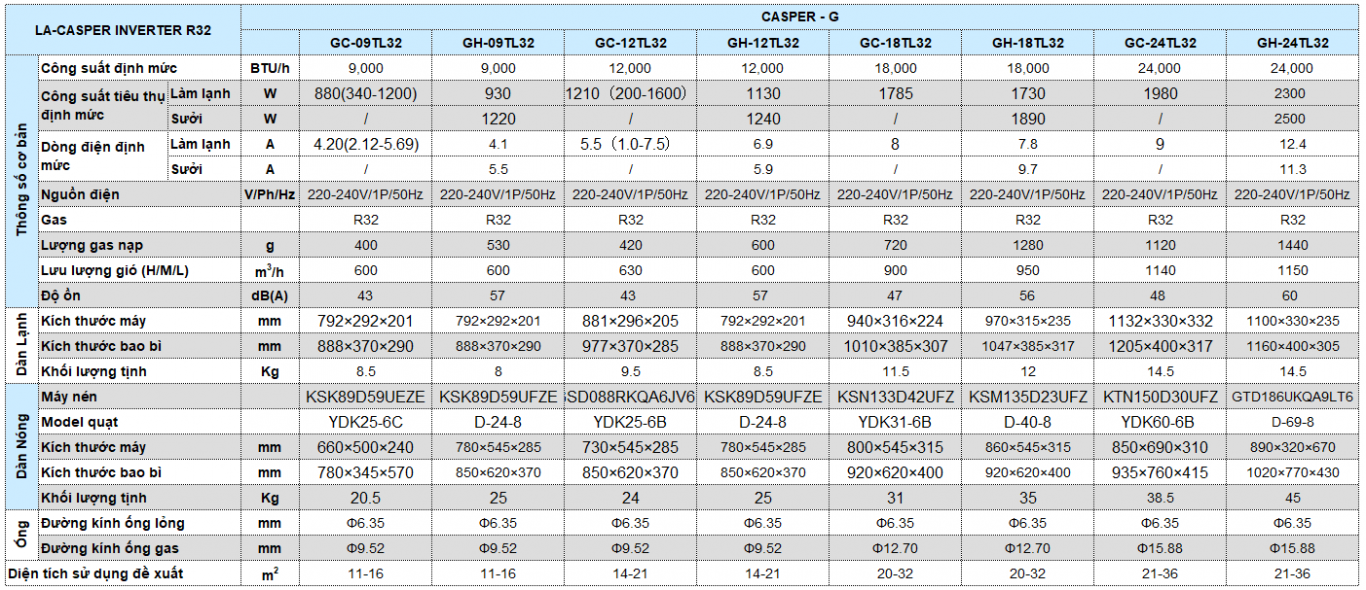 LA-CASPER INVERTER R32 CASPER - G
GC-09TL32 GH-09TL32 GC-12TL32 GH-12TL32 GC-18TL32 GH-18TL32 GC-24TL32 GH-24TL32
Thông số cơ bản
Công suất định mức BTU/h 9,000 9,000 12,000 12,000 18,000 18,000 24,000 24,000
Công suất tiêu thụ định mức Làm lạnh W 880(340-1200) 930 1210（200-1600） 1130 1785 1730 1980 2300
Sưởi W / 1220 / 1240 / 1890 / 2500
Dòng điện định mức Làm lạnh A 4.20(2.12-5.69) 4.1 5.5（1.0-7.5） 6.9 8 7.8 9 12.4
Sưởi A / 5.5 / 5.9 / 9.7 / 11.3
Nguồn điện V/Ph/Hz 220-240V/1P/50Hz 220-240V/1P/50Hz 220-240V/1P/50Hz 220-240V/1P/50Hz 220-240V/1P/50Hz 220-240V/1P/50Hz 220-240V/1P/50Hz 220-240V/1P/50Hz
Gas R32 R32 R32 R32 R32 R32 R32 R32
Lượng gas nạp g 400 530 420 600 720 1280 1120 1440
Lưu lượng gió (H/M/L) m³/h 600 600 630 600 900 950 1140 1150
Độ ồn dB(A) 43 57 43 57 47 56 48 60
Dàn Lạnh
Kích thước máy mm 792×292×201 792×292×201 881×296×205 792×292×201 940×316×224 970×315×235 1132×330×332 1100×330×235
Kích thước bao bì mm 888×370×290 888×370×290 977×370×285 888×370×290 1010×385×307 1047×385×317 1205×400×317 1160×400×305
Khối lượng tịnh Kg 8.5 8 9.5 8.5 11.5 12 14.5 14.5
Dàn Nóng
Máy nén KSK89D59UEZE KSK89D59UFZE SD088RKQA6JV6 KSK89D59UFZE KSN133D42UFZ KSM135D23UFZ KTN150D30UFZ GTD186UKQA9LT6
Model quạt YDK25-6C D-24-8 YDK25-6B D-24-8 YDK31-6B D-40-8 YDK60-6B D-69-8
Kích thước máy mm 660×500×240 780×545×285 730×545×285 780×545×285 800×545×315 860×545×315 850×690×310 890×320×670
Kích thước bao bì mm 780×345×570 850×620×370 850×620×370 850×620×370 920×620×400 920×620×400 935×760×415 1020×770×430
Khối lượng tịnh Kg 20.5 25 24 25 31 35 38.5 45
Ống
Đường kính ống lỏng mm Φ6.35 Φ6.35 Φ6.35 Φ6.35 Φ6.35 Φ6.35 Φ6.35 Φ6.35
Đường kính ống gas mm Φ9.52 Φ9.52 Φ9.52 Φ9.52 Φ12.70 Φ12.70 Φ15.88 Φ15.88
Diện tích sử dụng đề xuất m² 11-16 11-16 14-21 14-21 20-32 20-32 21-36 21-36